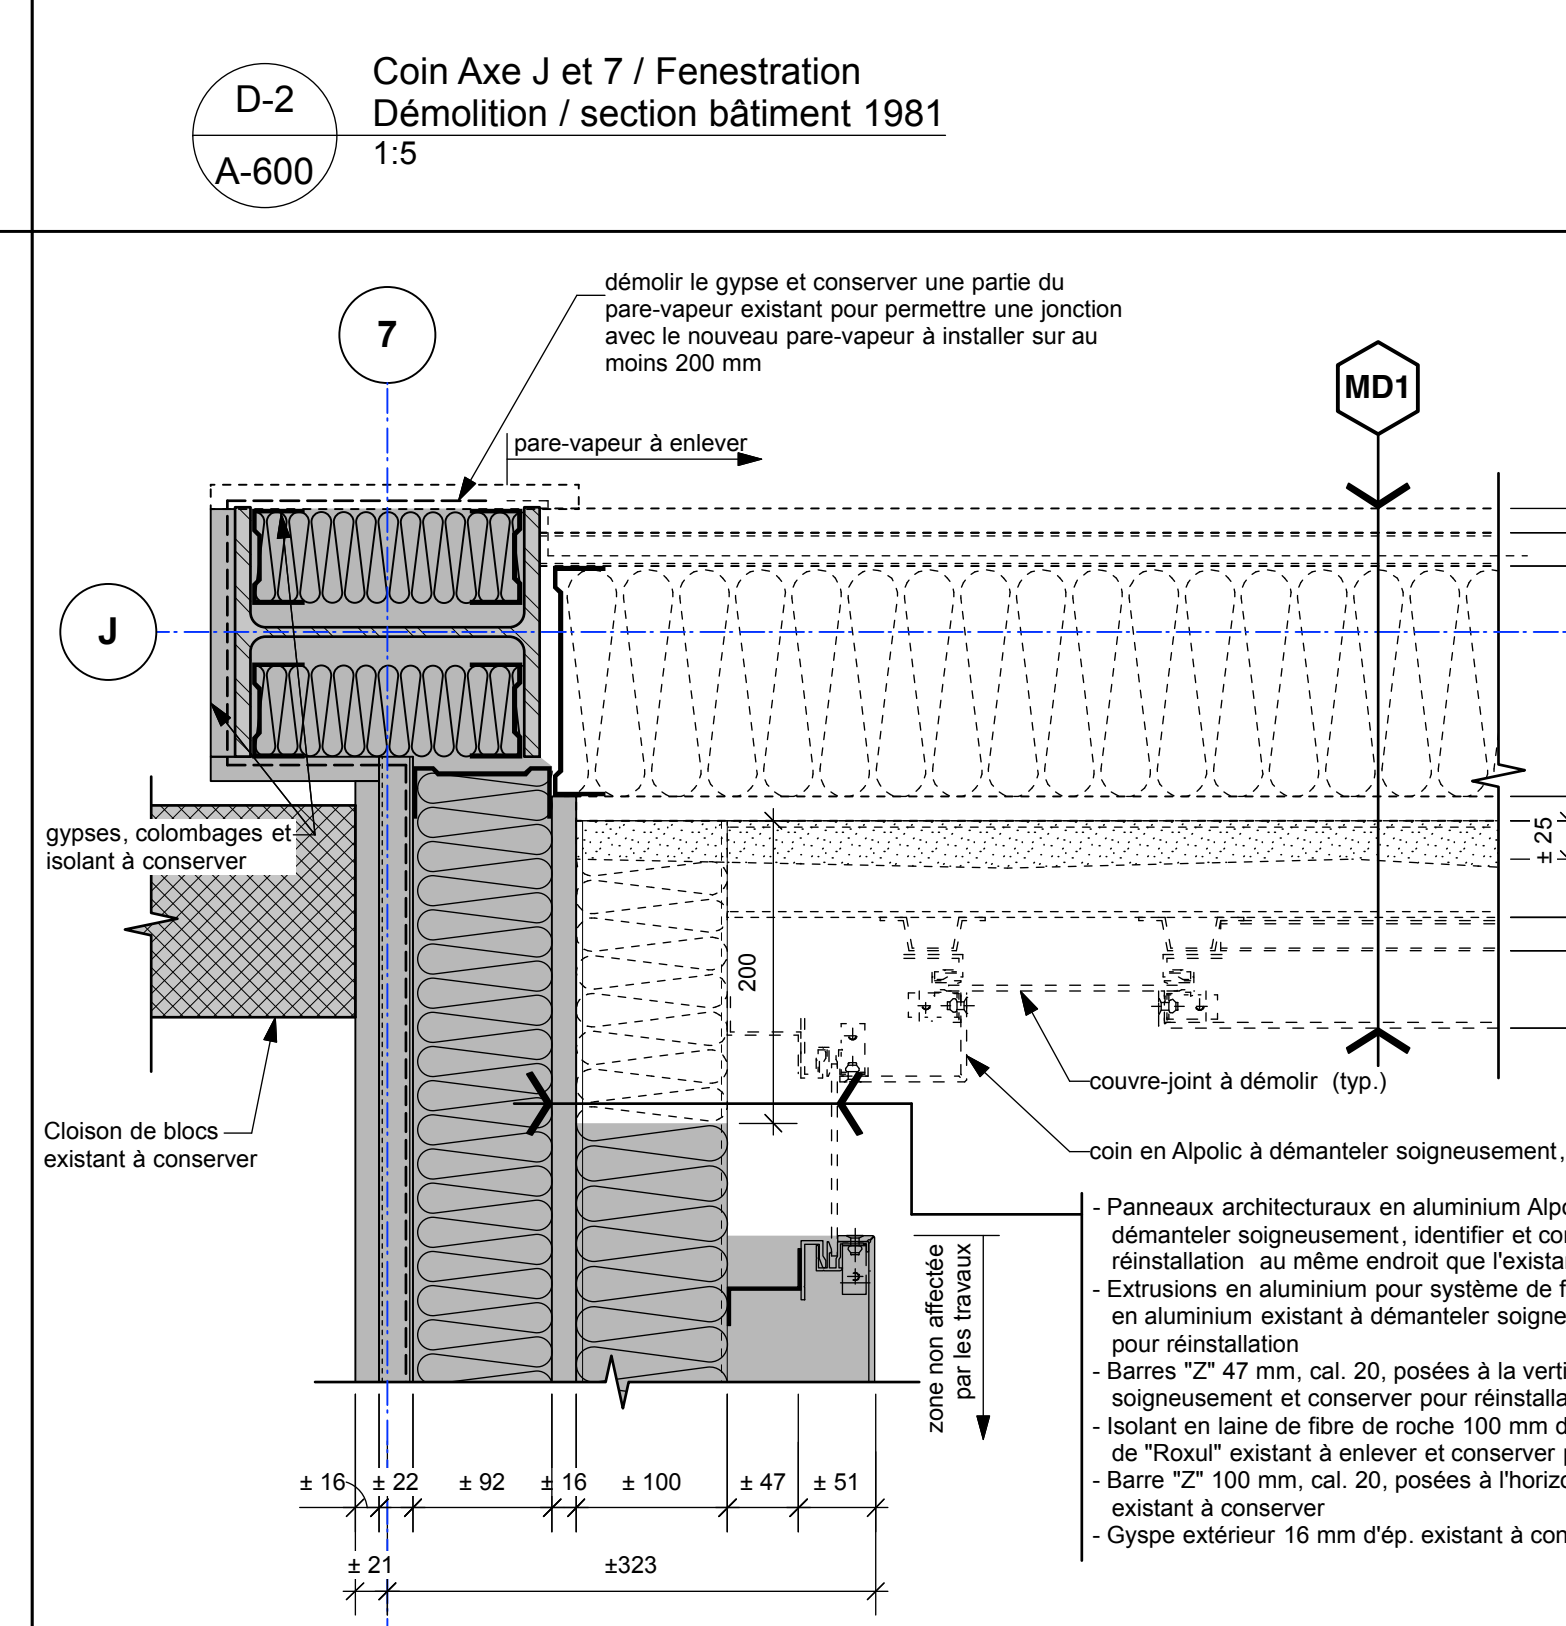 D-2
A-600
Coin Axe J et 7 / Fenestration
Démolition / section bâtiment 1981
1:5
démolir le gypse et conserver une partie du
pare-vapeur existant pour permettre une jonction
avec le nouveau pare-vapeur à installer sur au
moins 200 mm
7
MD1
pare-vapeur à enlever
J
gypses, colombages et
isolant à conserver
± 25
200
couvre-joint à démolir (typ.)
Cloison de blocs
existant à conserver
coin en Alpolic à démanteler soigneusement,
- Panneaux architecturaux en aluminium Alpo
démanteler soigneusement, identifier et con
réinstallation au même endroit que l'exista
- Extrusions en aluminium pour système de f
en aluminium existant à démanteler soigne
pour réinstallation
- Barres "Z" 47 mm, cal. 20, posées à la verti
soigneusement et conserver pour réinstalla
- Isolant en laine de fibre de roche 100 mm d
de "Roxul" existant à enlever et conserver p
- Barre "Z" 100 mm, cal. 20, posées à l'horizo
existant à conserver
- Gyspe extérieur 16 mm d'ép. existant à con
zone non affectée
par les travaux
± 16
± 22
± 92
± 16
± 100
± 47
± 51
± 21
±323